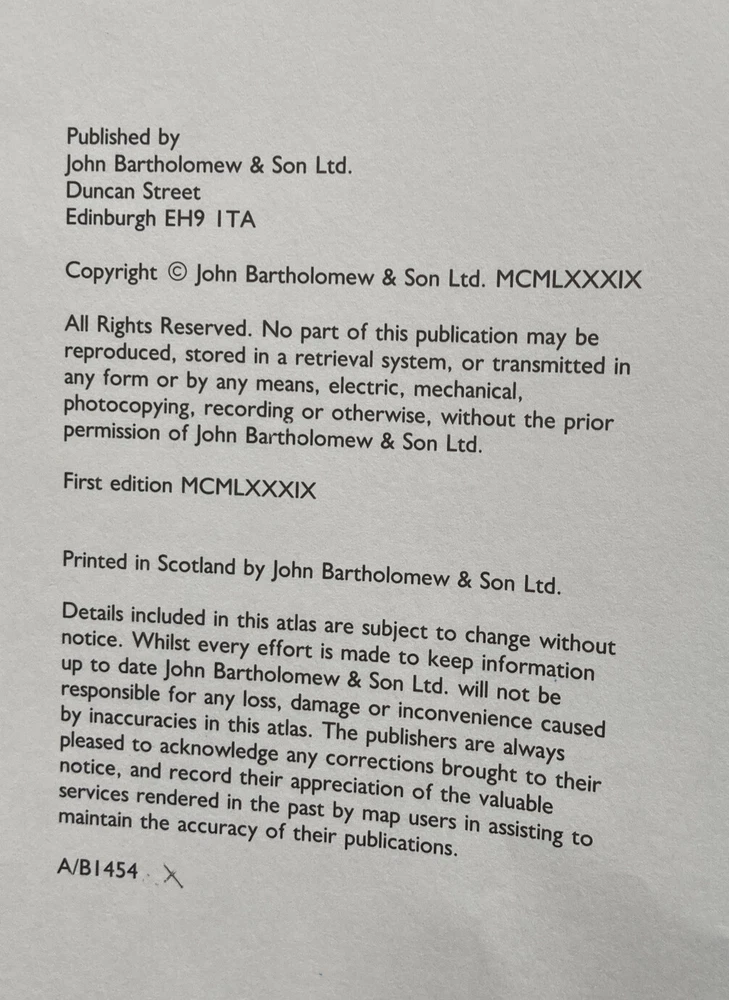 Published by
John Bartholomew & Son Ltd.
Duncan Street
Edinburgh EH9 1TA
Copyright © John Bartholomew & Son Ltd. MCMLXXXIX
All Rights Reserved. No part of this publication may be
reproduced, stored in a retrieval system, or transmitted in
any form or by any means, electric, mechanical,
photocopying, recording or otherwise, without the prior
permission of John Bartholomew & Son Ltd.
First edition MCMLXXXIX
Printed in Scotland by John Bartholomew & Son Ltd.
Details included in this atlas are subject to change without
notice. Whilst every effort is made to keep information
up to date John Bartholomew & Son Ltd. will not be
responsible for any loss, damage or inconvenience caused
by inaccuracies in this atlas. The publishers are always
pleased to acknowledge any corrections brought to their
notice, and record their appreciation of the valuable
services rendered in the past by map users in assisting to
maintain the accuracy of their publications.
A/B1454 X